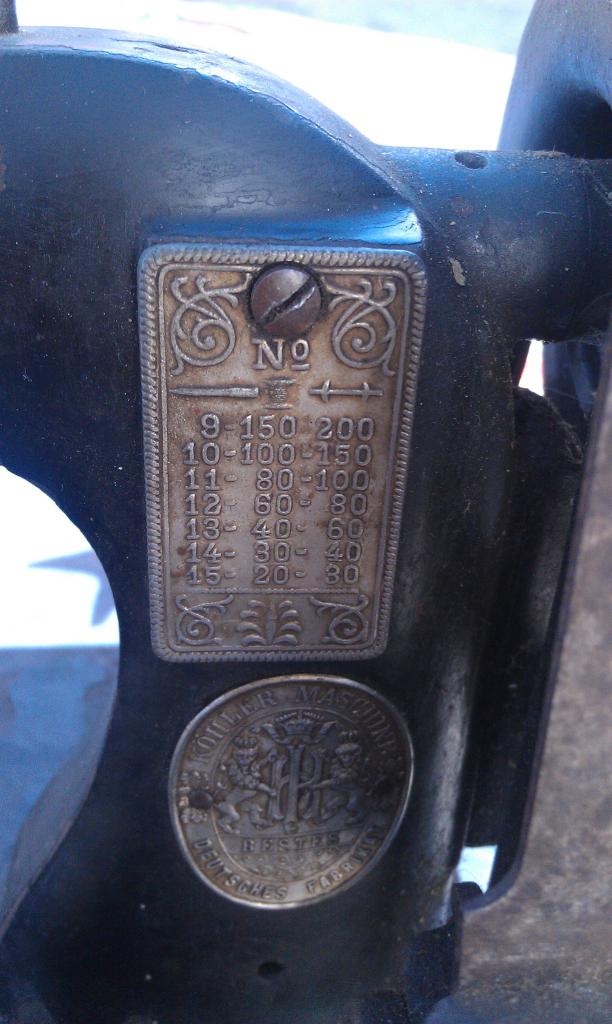 Nº
9-150 200
10-100-150
11- 80-100
12- 60- 80
13- 40- 60
14- 30- 40
15- 20- 30
KÖHLER MASCHINE
BESTES
DEUTSCHES FABRIKAT